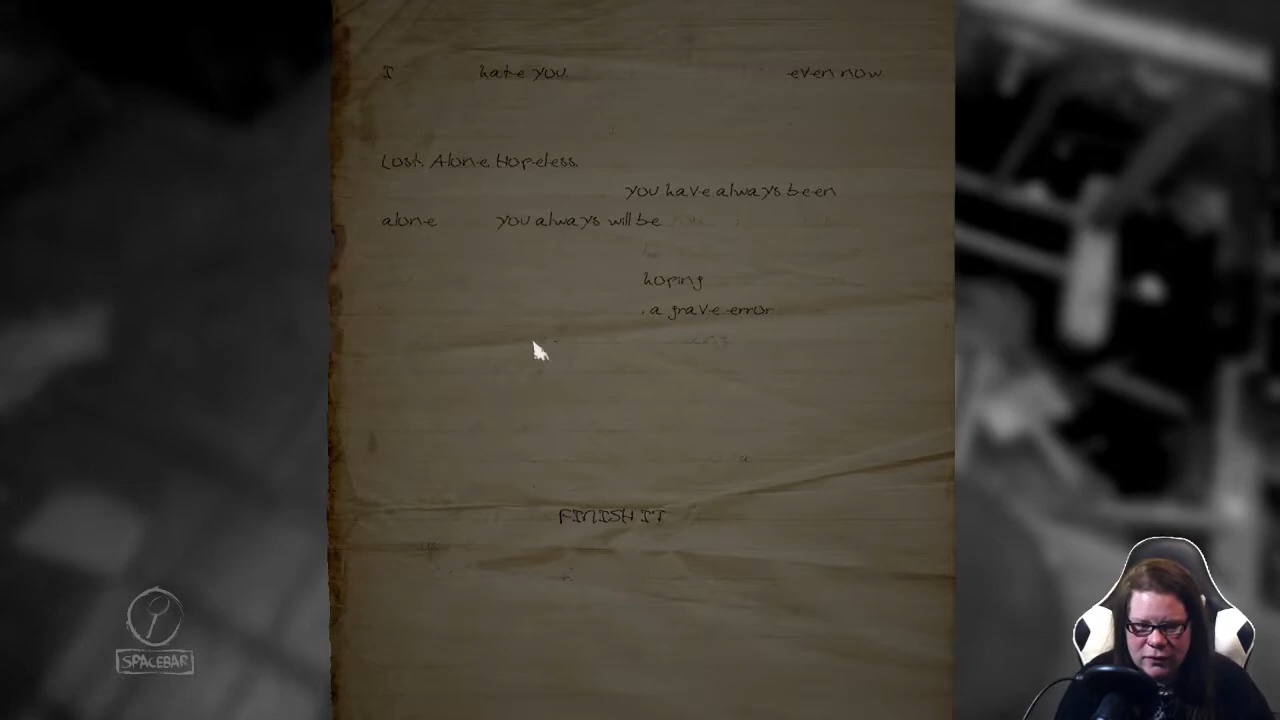 I hate you. even now
Lost. Alone. Hopeless.
you have always been
alone you always will be
hoping
. a grave error
FINISH IT
SPACEBAR